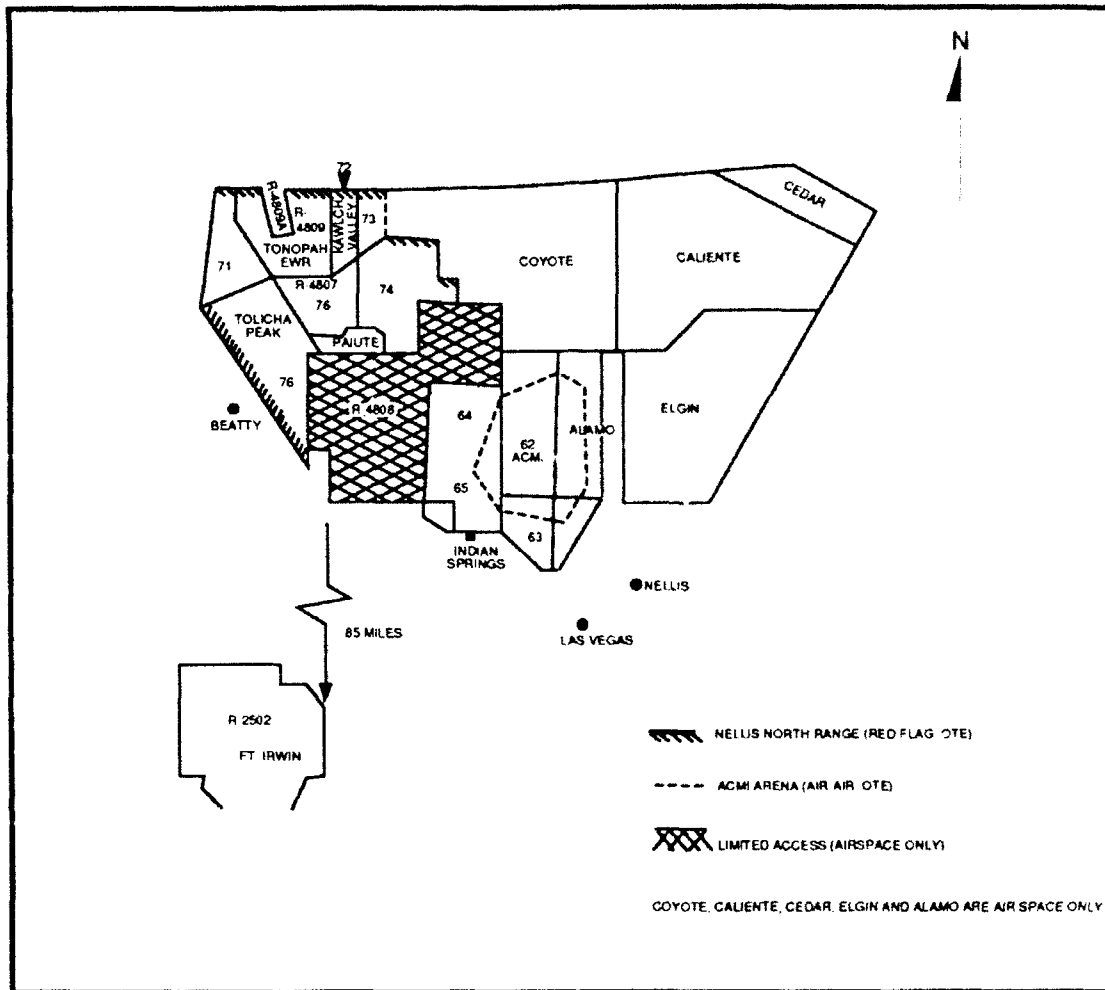 N
72
CEDAR
R-4809A
R-
4809
KAWLCH
VALLEY
73
TONOPAH
EWR
COYOTE
CALIENTE
71
R-4807
76
74
TOLICHA
PEAK
PAIUTE
76
R 4808
64
ELGIN
BEATTY
62
ACM.
ALAMO
65
63
INDIAN
SPRINGS
NELLIS
LAS VEGAS
85 MILES
R 2502
FT. IRWIN
NELLIS NORTH RANGE (RED FLAG OTE)
ACMI ARENA (AIR AIR OTE)
LIMITED ACCESS (AIRSPACE ONLY)
COYOTE, CALIENTE, CEDAR, ELGIN AND ALAMO ARE AIR SPACE ONLY